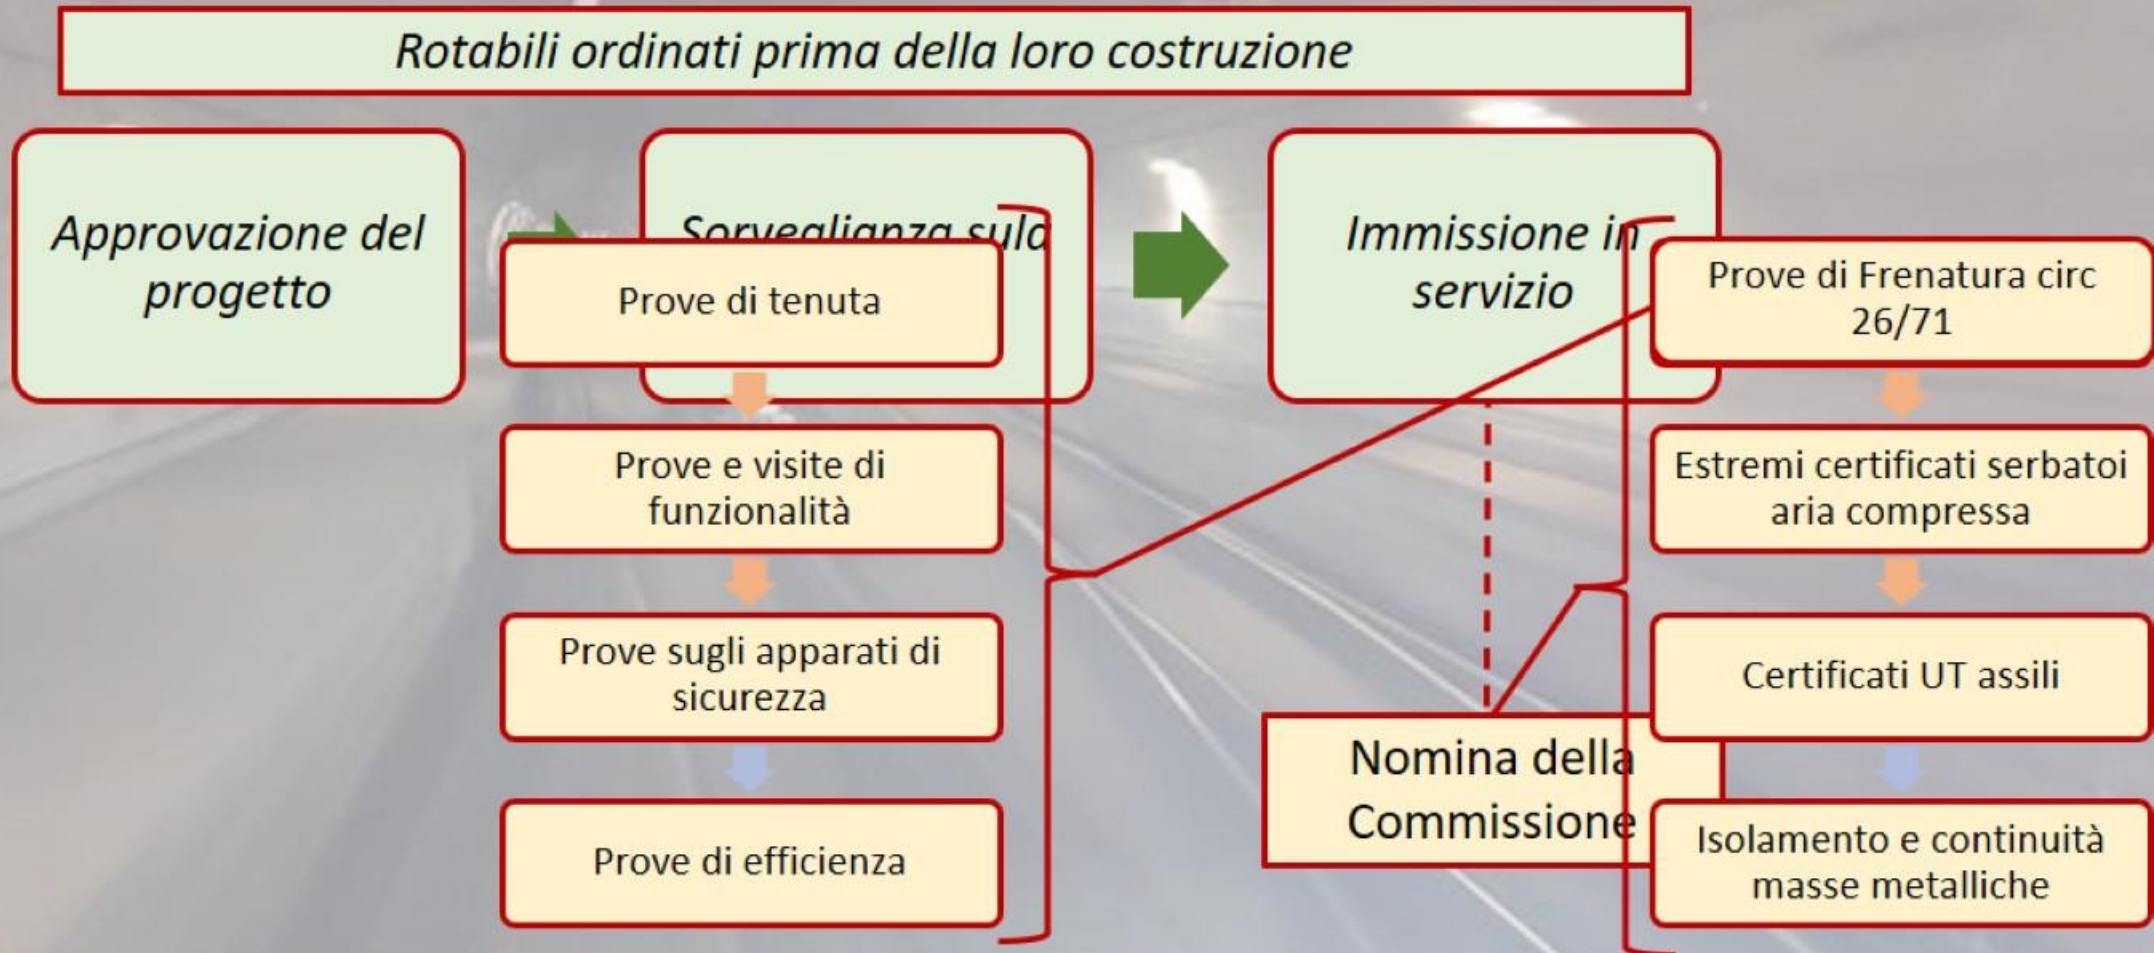 Rotabili ordinati prima della loro costruzione
Approvazione del
progetto
Sorveglianza sula
Immissione in
servizio
Prove di tenuta
Prove e visite di
funzionalità
Prove sugli apparati di
sicurezza
Prove di efficienza
Nomina della
Commissione
Prove di Frenatura circ
26/71
Estremi certificati serbatoi
aria compressa
Certificati UT assili
Isolamento e continuità
masse metalliche